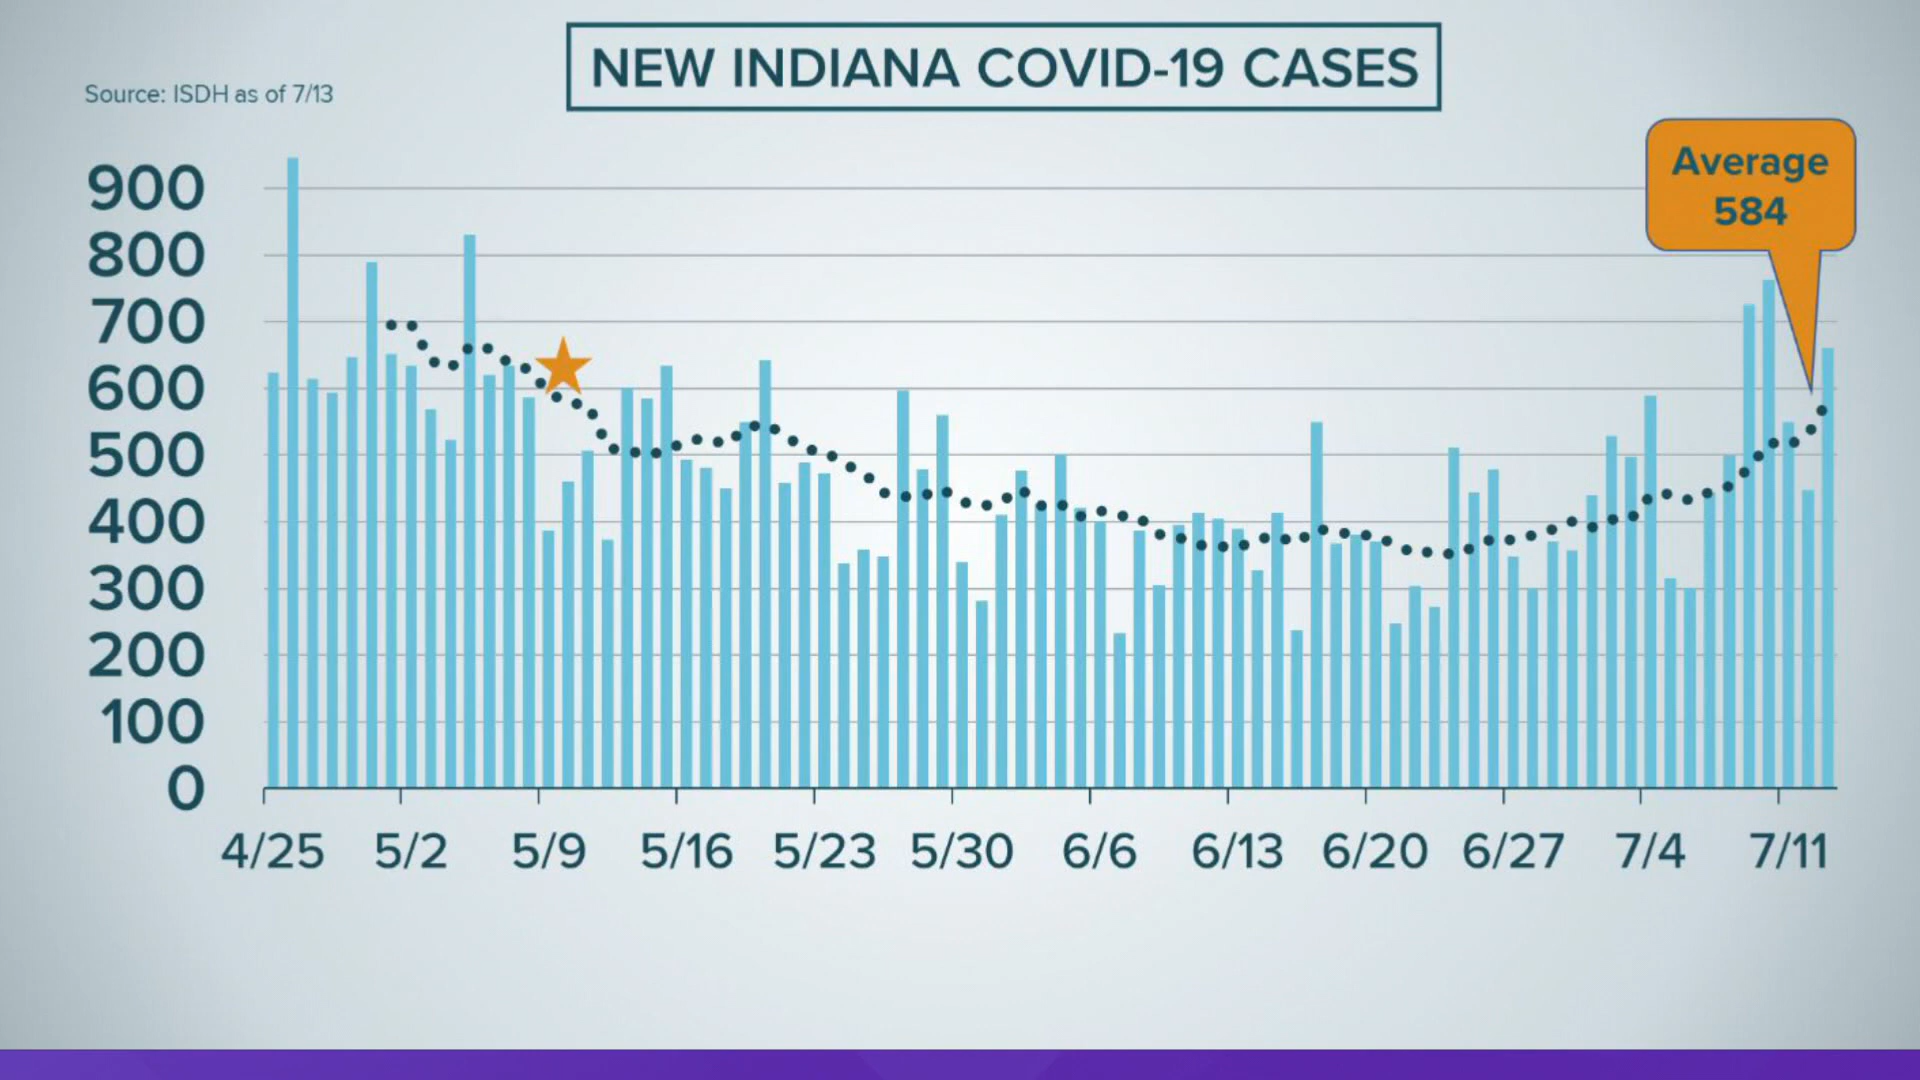 NEW INDIANA COVID-19 CASES
Source: ISDH as of 7/13
Average
584
900
800
700
600
500
400
300
200
100
0
4/25 5/2 5/9 5/16 5/23 5/30 6/6 6/13 6/20 6/27 7/4 7/11